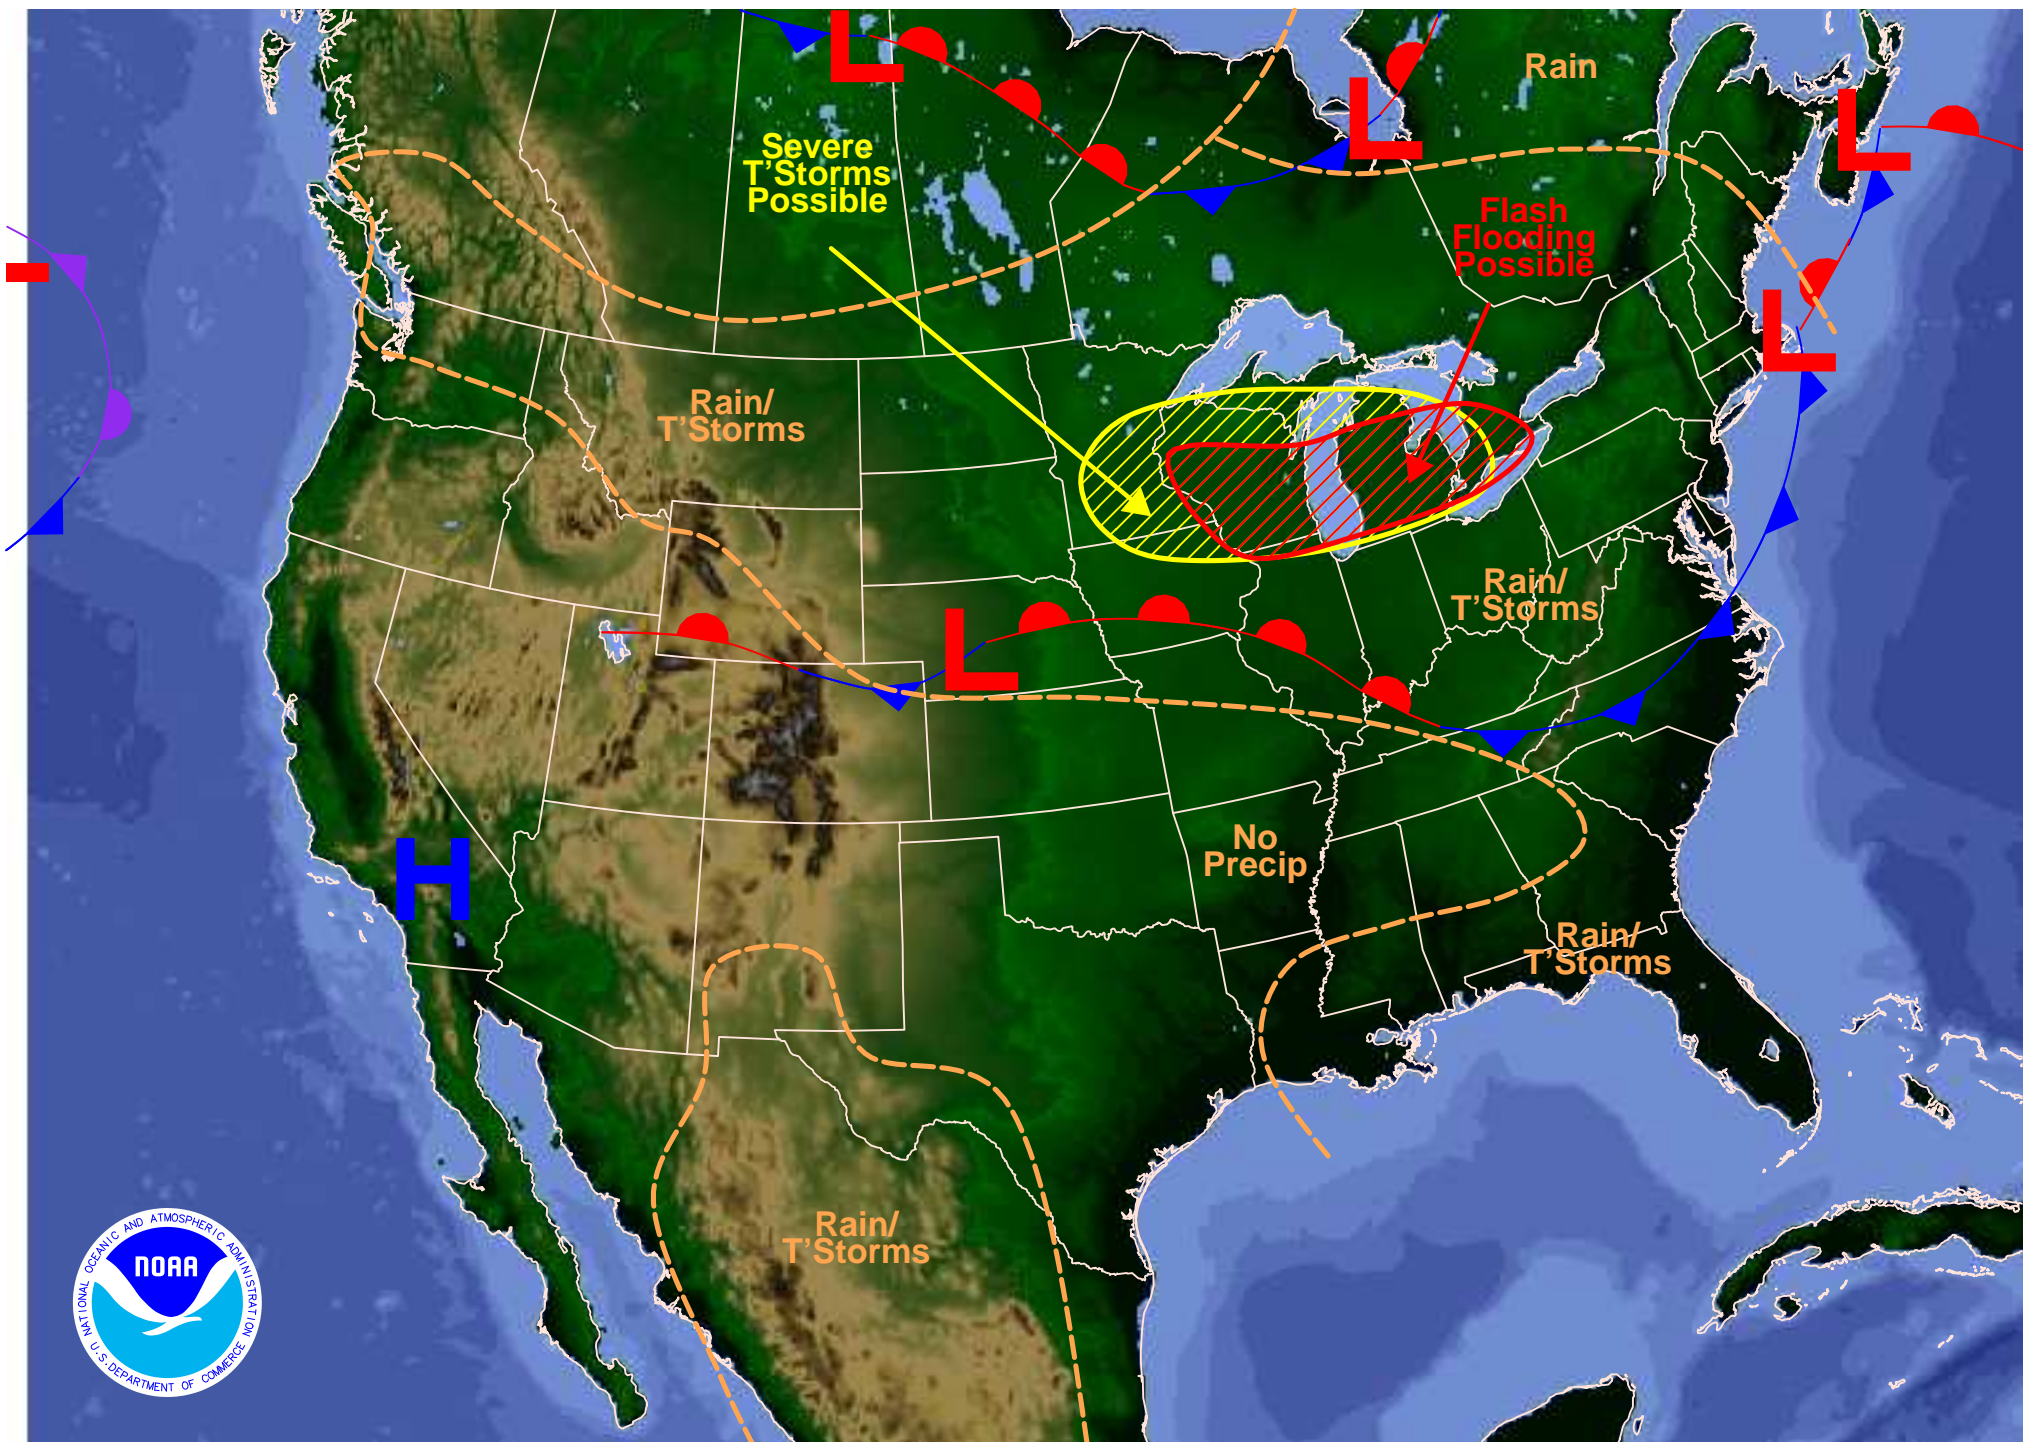 L
L
Rain
L
Severe
T'Storms
Possible
Flash
Flooding
Possible
L
Rain/
T'Storms
Rain/
T'Storms
L
No
Precip
H
Rain/
T'Storms
Rain/
T'Storms
NATIONAL OCEANIC AND ATMOSPHERIC ADMINISTRATION
NOAA
U.S. DEPARTMENT OF COMMERCE